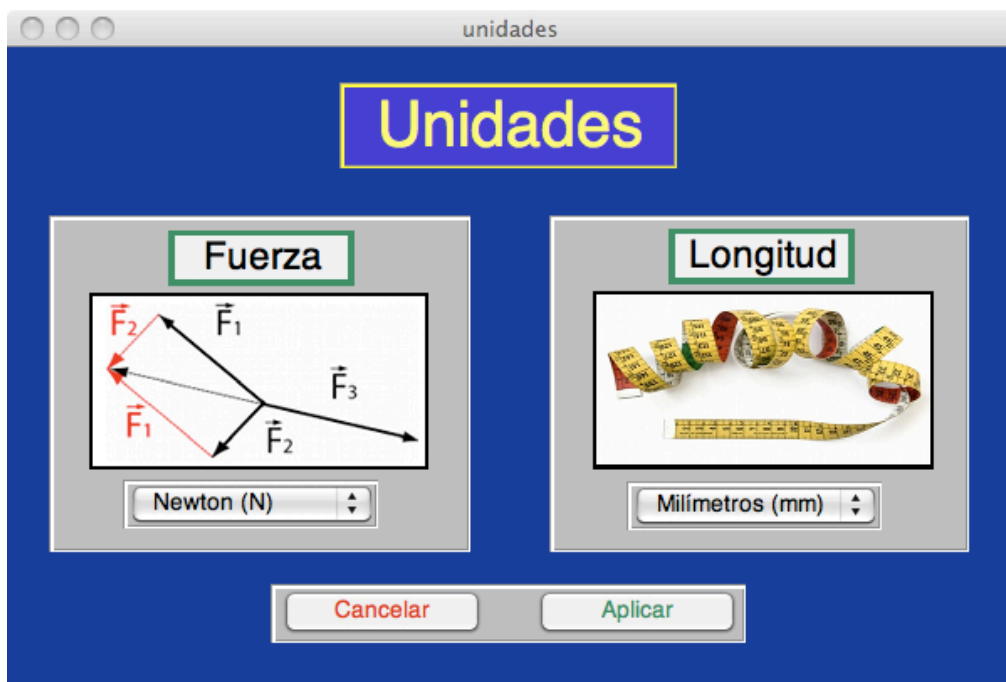 unidades
Unidades
Fuerza
F₂
F₁
F₃
F₁
F₂
Newton (N)
Longitud
Milímetros (mm)
Cancelar
Aplicar